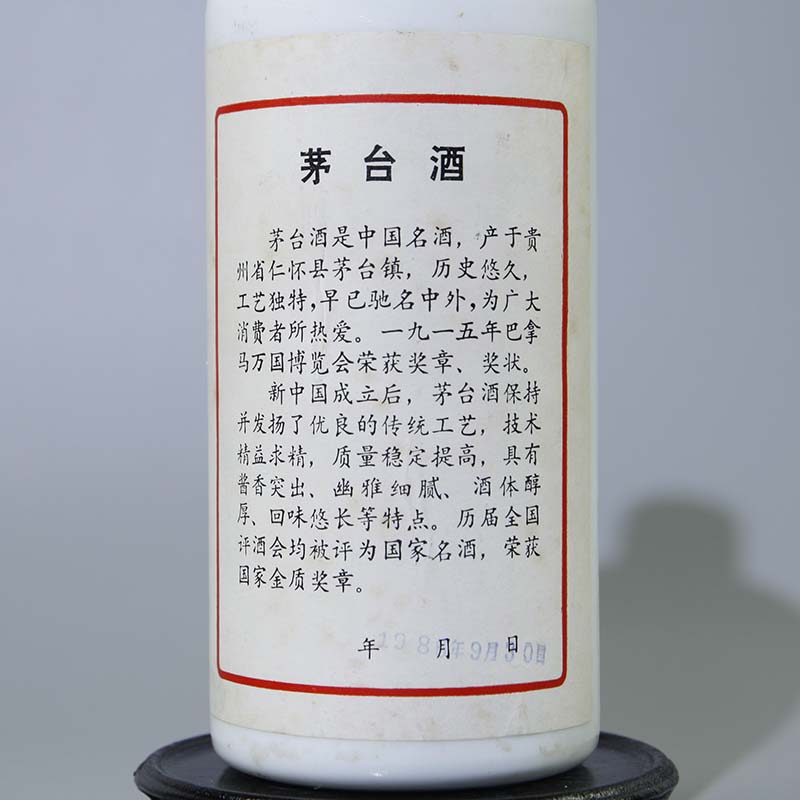 茅台酒
茅台酒是中国名酒，产于贵
州省仁怀县茅台镇，历史悠久，
工艺独特，早已驰名中外，为广大
消费者所热爱。一九一五年巴拿
马万国博览会荣获奖章、奖状。
新中国成立后，茅台酒保持
并发扬了优良的传统工艺，技术
精益求精，质量稳定提高，具有
酱香突出、幽雅细腻、酒体醇
厚、回味悠长等特点。历届全国
评酒会均被评为国家名酒，荣获
国家金质奖章。
年 月 日
年9月30日